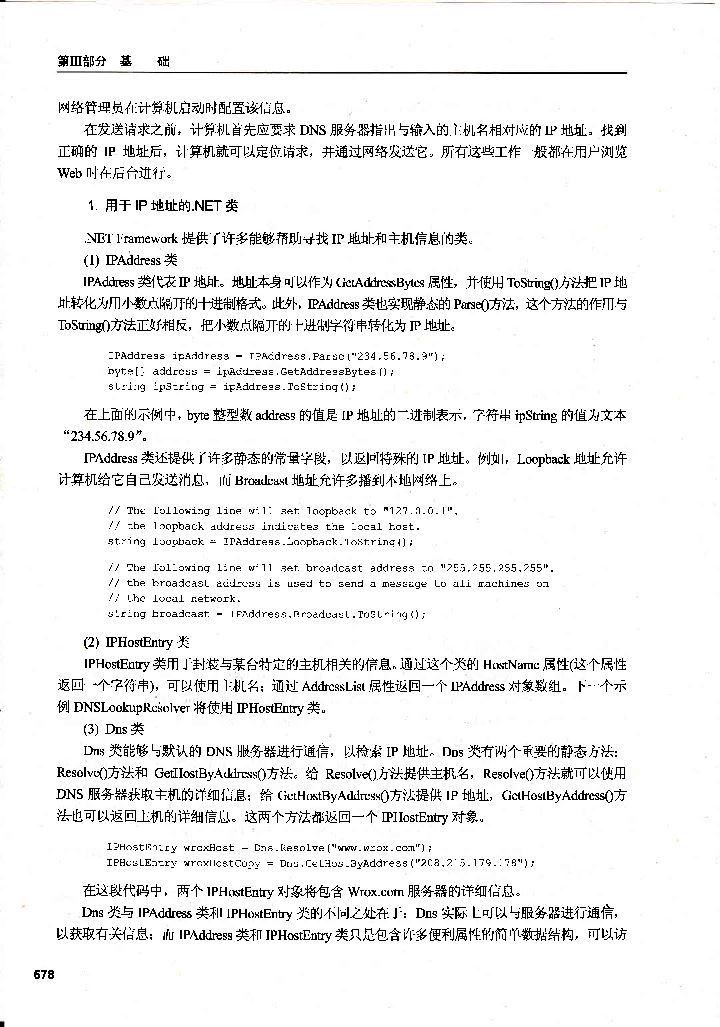 第III部分 基 础
网络管理员在计算机启动时配置该信息。
在发送请求之前，计算机首先应要求 DNS 服务器指出与输入的主机名相对应的 IP 地址。找到
正确的 IP 地址后，计算机就可以定位请求，并通过网络发送它。所有这些工作一般都在用户浏览
Web 时在后台进行。
1. 用于 IP 地址的.NET 类
.NET Framework 提供了许多能够帮助寻找 IP 地址和主机信息的类。
(1) IPAddress 类
IPAddress 类代表 IP 地址。地址本身可以作为 GetAddressBytes 属性，并使用 ToString()方法把 IP 地
址转化为用小数点隔开的十进制格式。此外，IPAddress 类也实现静态的 Parse()方法，这个方法的作用与
ToString()方法正好相反，把小数点隔开的十进制字符串转化为 IP 地址。
IPAddress ipAddress = IPAddress.Parse("234.56.78.9");
byte[] address = ipAddress.GetAddressBytes();
string ipString = ipAddress.ToString();
在上面的示例中，byte 整型数 address 的值是 IP 地址的二进制表示，字符串 ipString 的值为文本
“234.56.78.9”。
IPAddress 类还提供了许多静态的常量字段，以返回特殊的 IP 地址。例如，Loopback 地址允许
计算机给它自己发送消息，而 Broadcast 地址允许多播到本地网络上。
// The following line will set loopback to "127.0.0.1".
// the loopback address indicates the local host.
string loopback = IPAddress.Loopback.ToString();
// The following line will set broadcast address to "255.255.255.255".
// the broadcast address is used to send a message to all machines on
// the local network.
string broadcast = IPAddress.Broadcast.ToString();
(2) IPHostEntry 类
IPHostEntry 类用于封装与某台特定的主机相关的信息。通过这个类的 HostName 属性(这个属性
返回一个字符串)，可以使用主机名；通过 AddressList 属性返回一个 IPAddress 对象数组。下一个示
例 DNSLookupResolver 将使用 IPHostEntry 类。
(3) Dns 类
Dns 类能够与默认的 DNS 服务器进行通信，以检索 IP 地址。Dns 类有两个重要的静态方法：
Resolve()方法和 GetHostByAddress()方法。给 Resolve()方法提供主机名，Resolve()方法就可以使用
DNS 服务器获取主机的详细信息；给 GetHostByAddress()方法提供 IP 地址，GetHostByAddress()方
法也可以返回主机的详细信息。这两个方法都返回一个 IPHostEntry 对象。
IPHostEntry wroxHost = Dns.Resolve("www.wrox.com");
IPHostEntry wroxHostCopy = Dns.GetHostByAddress("208.215.179.178");
在这段代码中，两个 IPHostEntry 对象将包含 Wrox.com 服务器的详细信息。
Dns 类与 IPAddress 类和 IPHostEntry 类的不同之处在于：Dns 实际上可以与服务器进行通信，
以获取有关信息；而 IPAddress 类和 IPHostEntry 类只是包含许多便利属性的简单数据结构，可以访
678